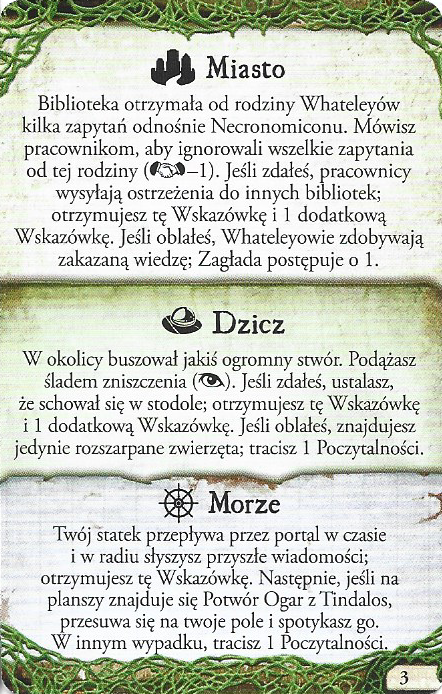 Miasto
Biblioteka otrzymała od rodziny Whateleyów
kilka zapytań odnośnie Necronomiconu. Mówisz
pracownikom, aby ignorowali wszelkie zapytania
od tej rodziny (–1). Jeśli zdałeś, pracownicy
wysyłają ostrzeżenia do innych bibliotek;
otrzymujesz tę Wskazówkę i 1 dodatkową
Wskazówkę. Jeśli oblałeś, Whateleyowie zdobywają
zakazaną wiedzę; Zagłada postępuje o 1.
Dzicz
W okolicy buszował jakiś ogromny stwór. Podążasz
śladem zniszczenia (). Jeśli zdałeś, ustalasz,
że schował się w stodole; otrzymujesz tę Wskazówkę
i 1 dodatkową Wskazówkę. Jeśli oblałeś, znajdujesz
jedynie rozszarpane zwierzęta; tracisz 1 Poczytalności.
Morze
Twój statek przepływa przez portal w czasie
i w radiu słyszysz przyszłe wiadomości;
otrzymujesz tę Wskazówkę. Następnie, jeśli na
planszy znajduje się Potwór Ogar z Tindalos,
przesuwa się na twoje pole i spotykasz go.
W innym wypadku, tracisz 1 Poczytalności.
3